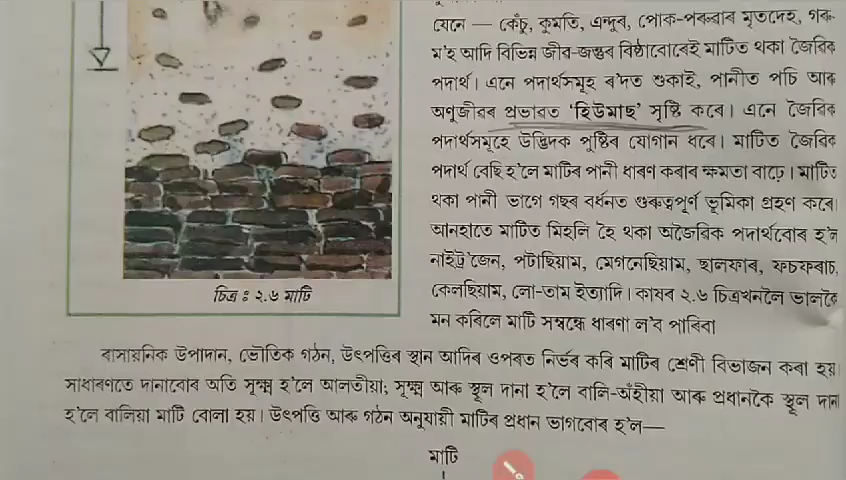 যেনে — কেঁচু, কুমতি, এন্দুৰ, পোক-পৰুৱাৰ মৃতদেহ, গৰু-
ম'হ আদি বিভিন্ন জীৱ-জন্তুৰ বিষ্ঠাবোৰেই মাটিত থকা জৈৱিক
পদাৰ্থ। এনে পদাৰ্থসমূহ ৰ'দত শুকাই, পানীত পচি আৰু
অণুজীৱৰ প্ৰভাৱত 'হিউমাছ' সৃষ্টি কৰে। এনে জৈৱিক
পদাৰ্থসমূহে উদ্ভিদক পুষ্টিৰ যোগান ধৰে। মাটিত জৈৱিক
পদাৰ্থ বেছি হ'লে মাটিৰ পানী ধাৰণ কৰাৰ ক্ষমতা বাঢ়ে। মাটিত
থকা পানী ভাগে গছৰ বৰ্ধনত গুৰুত্বপূৰ্ণ ভূমিকা গ্ৰহণ কৰে।
আনহাতে মাটিত মিহলি হৈ থকা অজৈৱিক পদাৰ্থবোৰ হ'ল
নাইট্ৰ'জেন, পটাছিয়াম, মেগনেছিয়াম, ছালফাৰ, ফচফৰাচ,
কেলছিয়াম, লো-তাম ইত্যাদি। কাষৰ ২.৬ চিত্ৰখনলৈ ভালকৈ
মন কৰিলে মাটি সম্বন্ধে ধাৰণা ল'ব পাৰিবা
চিত্ৰ ঃ ২.৬ মাটি
ৰাসায়নিক উপাদান, ভৌতিক গঠন, উৎপত্তিৰ স্থান আদিৰ ওপৰত নিৰ্ভৰ কৰি মাটিৰ শ্ৰেণী বিভাজন কৰা হয়।
সাধাৰণতে দানাবোৰ অতি সূক্ষ্ম হ'লে আলতীয়া; সূক্ষ্ম আৰু স্থূল দানা হ'লে বালি-অঁহীয়া আৰু প্ৰধানকৈ স্থূল দানা
হ'লে বালিয়া মাটি বোলা হয়। উৎপত্তি আৰু গঠন অনুযায়ী মাটিৰ প্ৰধান ভাগবোৰ হ'ল—
মাটি